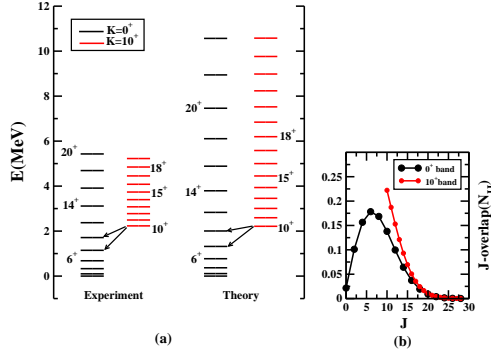 12
10
8
6
4
2
0
E(MeV)
K=0⁺
K=10⁺
20⁺
14⁺
6⁺
18⁺
15⁺
10⁺
Experiment
20⁺
14⁺
6⁺
18⁺
15⁺
10⁺
Theory
(a)
0⁺ band
10⁺ band
0.25
0.2
0.15
0.1
0.05
0
0 5 10 15 20 25 30
J
J-overlap(N
(b)